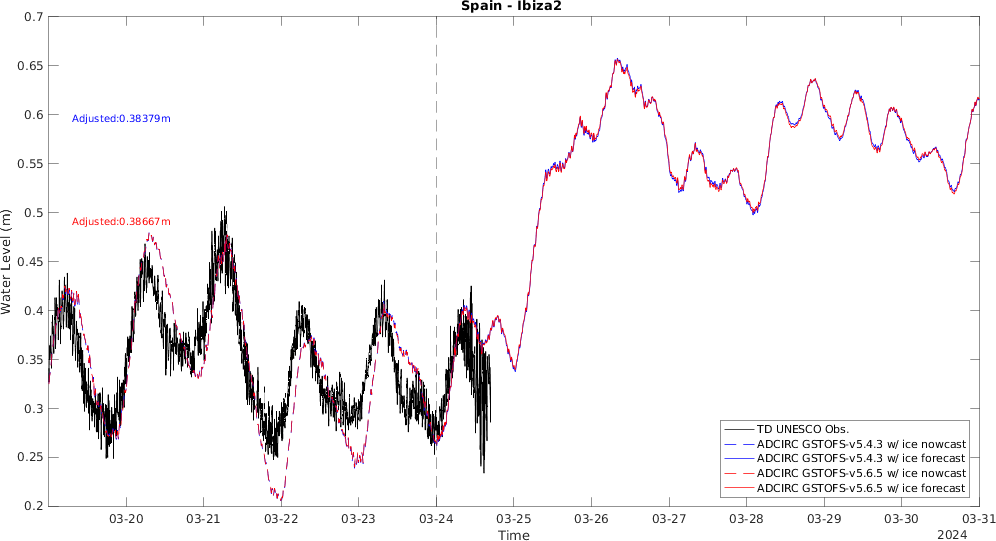 Spain - Ibiza2
0.7
0.65
0.6
0.55
0.5
0.45
0.4
0.35
0.3
0.25
0.2
Water Level (m)
Adjusted:0.38379m
Adjusted:0.38667m
TD UNESCO Obs.
ADCIRC GSTOFS-v5.4.3 w/ ice nowcast
ADCIRC GSTOFS-v5.4.3 w/ ice forecast
ADCIRC GSTOFS-v5.6.5 w/ ice nowcast
ADCIRC GSTOFS-v5.6.5 w/ ice forecast
03-20 03-21 03-22 03-23 03-24 03-25 03-26 03-27 03-28 03-29 03-30 03-31
Time
2024